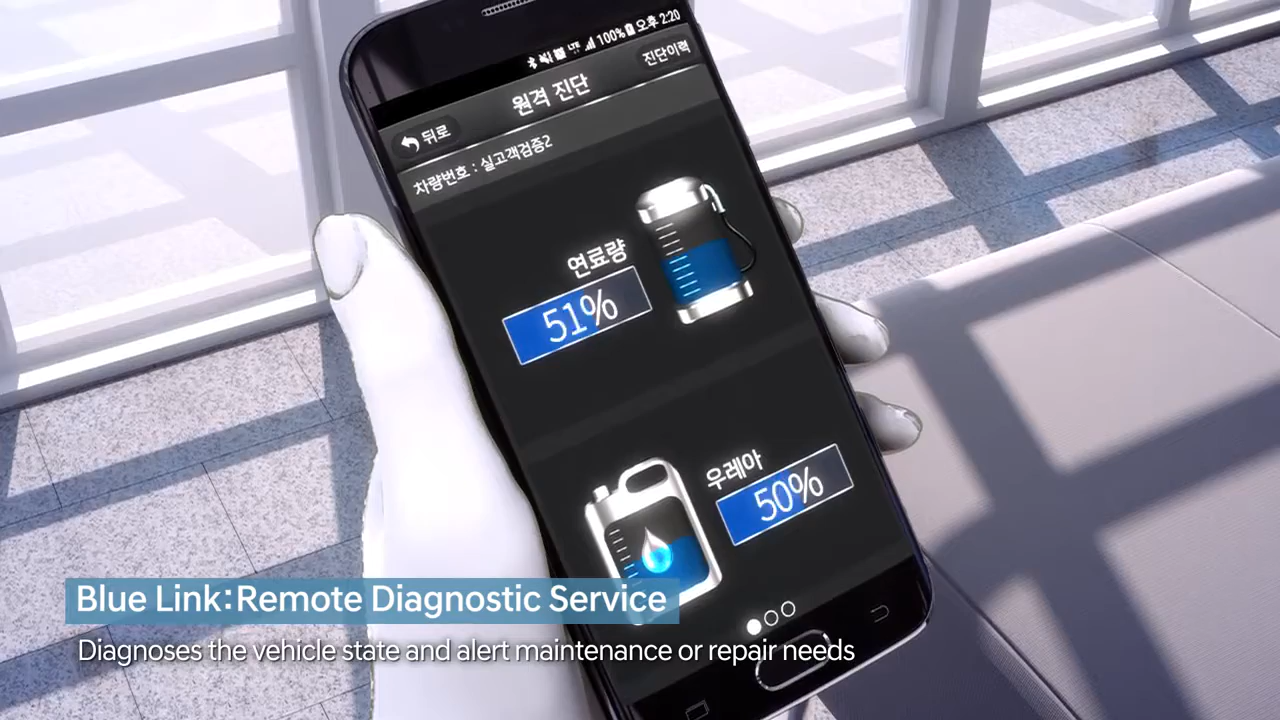 100% 오후 2:20
뒤로
원격 진단
진단이력
차량번호 : 실고객검증2
연료량
51%
우레아
50%
Blue Link:Remote Diagnostic Service
Diagnoses the vehicle state and alert maintenance or repair needs